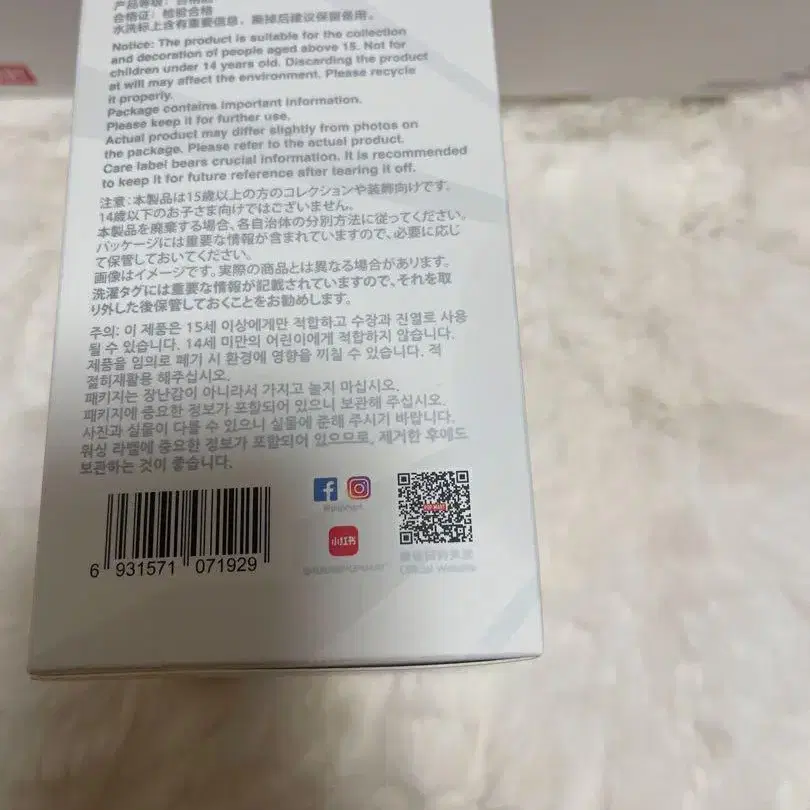 产品等级：合格品
合格证：检验合格
水洗标上含有重要信息，撕掉后建议保留备用。
Notice: The product is suitable for the collection
and decoration of people aged above 15. Not for
children under 14 years old. Discarding the product
at will may affect the environment. Please recycle
it properly.
Package contains important information.
Please keep it for further use.
Actual product may differ slightly from photos on
the package. Please refer to the actual product.
Care label bears crucial information. It is recommended
to keep it for future reference after tearing it off.
注意：本製品は15歳以上の方のコレクションや装飾向けです。
14歳以下のお子さま向けではございません。
本製品を廃棄する場合、各自治体の分別方法に従ってください。
パッケージには重要な情報が含まれていますので、必要に応じ
て保管しておいてください。
画像はイメージです。実際の商品とは異なる場合があります。
洗濯タグには重要な情報が記載されていますので、それを取
り外した後保管しておくことをお勧めします。
주의: 이 제품은 15세 이상에게만 적합하고 수장과 진열로 사용
될 수 있습니다. 14세 미만의 어린이에게 적합하지 않습니다.
제품을 임의로 폐기 시 환경에 영향을 끼칠 수 있습니다. 적
절히재활용 해주십시오.
패키지는 장난감이 아니라서 가지고 놀지 마십시오.
패키지에 중요한 정보가 포함되어 있으니 보관해 주십시오.
사진과 실물이 다를 수 있으니 실물에 준해 주시기 바랍니다.
워싱 라벨에 중요한 정보가 포함되어 있으므로, 제거한 후에도
보관하는 것이 좋습니다.
@popmart
POP MART
小红书
Official Website
6 931571 071929